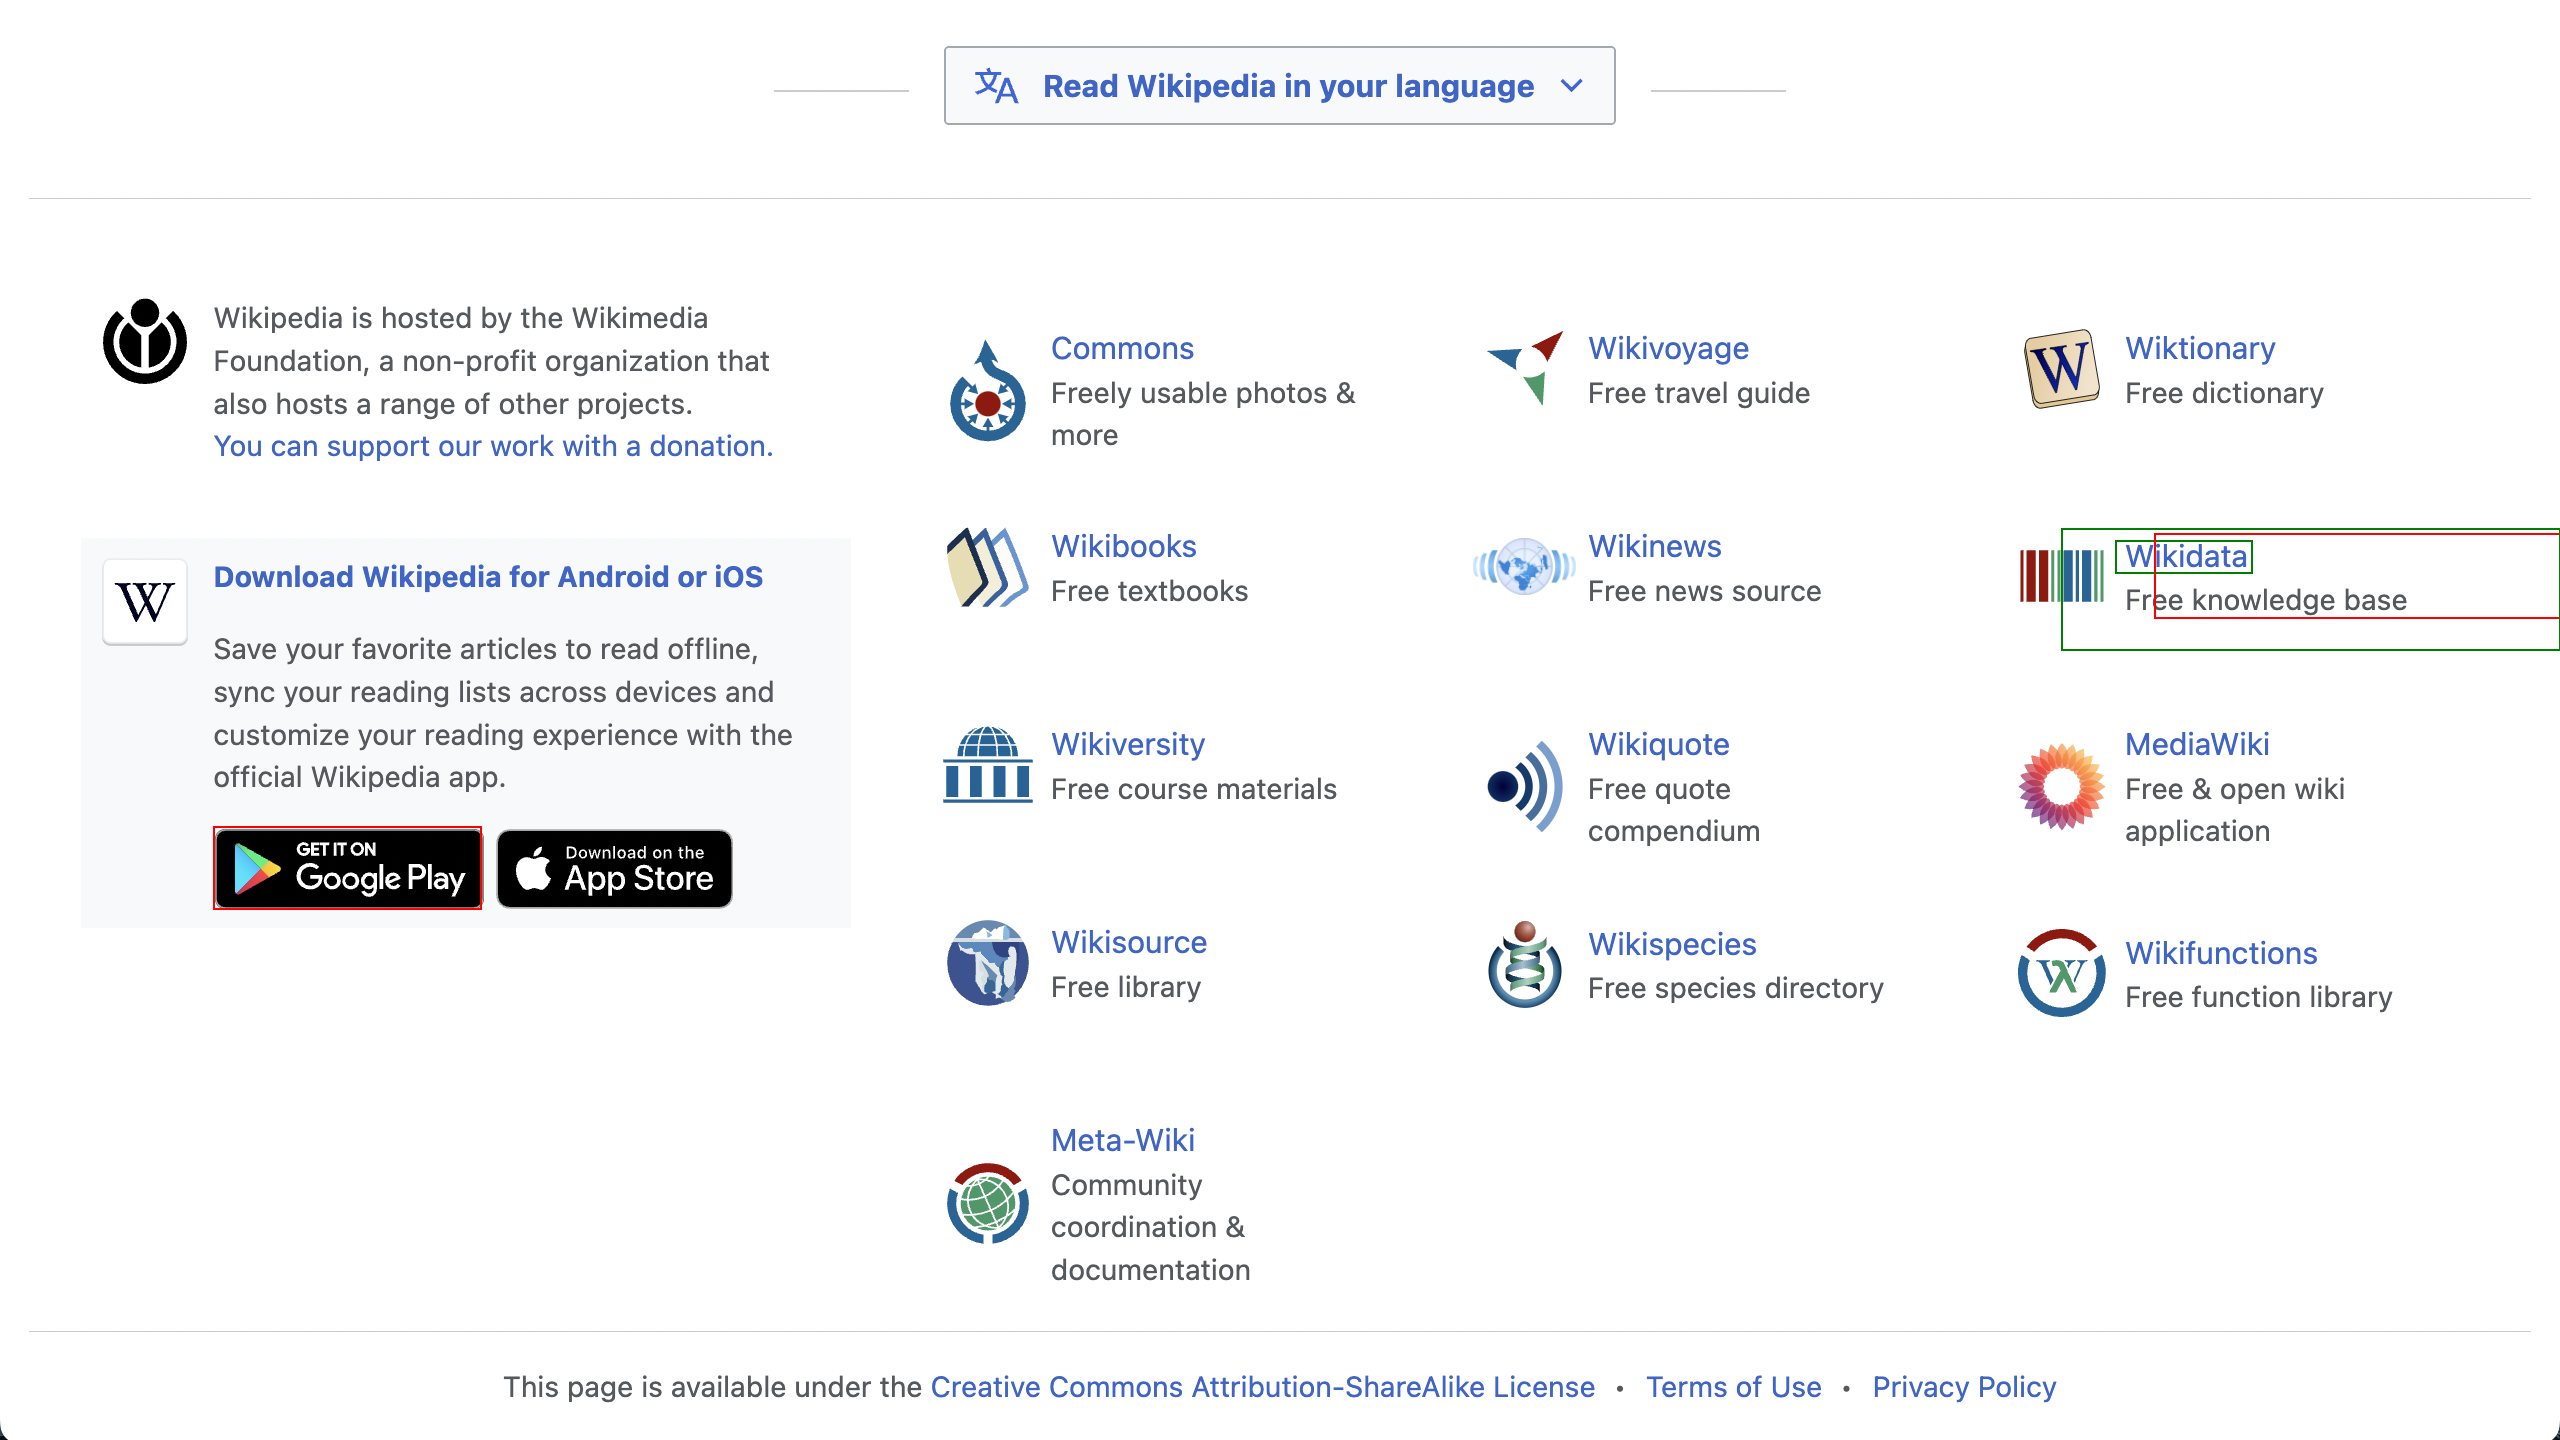 Read Wikipedia in your language
Wikipedia is hosted by the Wikimedia
Foundation, a non-profit organization that
also hosts a range of other projects.
You can support our work with a donation.
W
Download Wikipedia for Android or iOS
Save your favorite articles to read offline,
sync your reading lists across devices and
customize your reading experience with the
official Wikipedia app.
GET IT ON
Google Play
Download on the
App Store
Commons
Freely usable photos &
more
Wikivoyage
Free travel guide
W
Wiktionary
Free dictionary
Wikibooks
Free textbooks
Wikinews
Free news source
Wikidata
Free knowledge base
Wikiversity
Free course materials
Wikiquote
Free quote
compendium
MediaWiki
Free & open wiki
application
Wikisource
Free library
Wikispecies
Free species directory
Wikifunctions
Free function library
Meta-Wiki
Community
coordination &
documentation
This page is available under the Creative Commons Attribution-ShareAlike License • Terms of Use • Privacy Policy